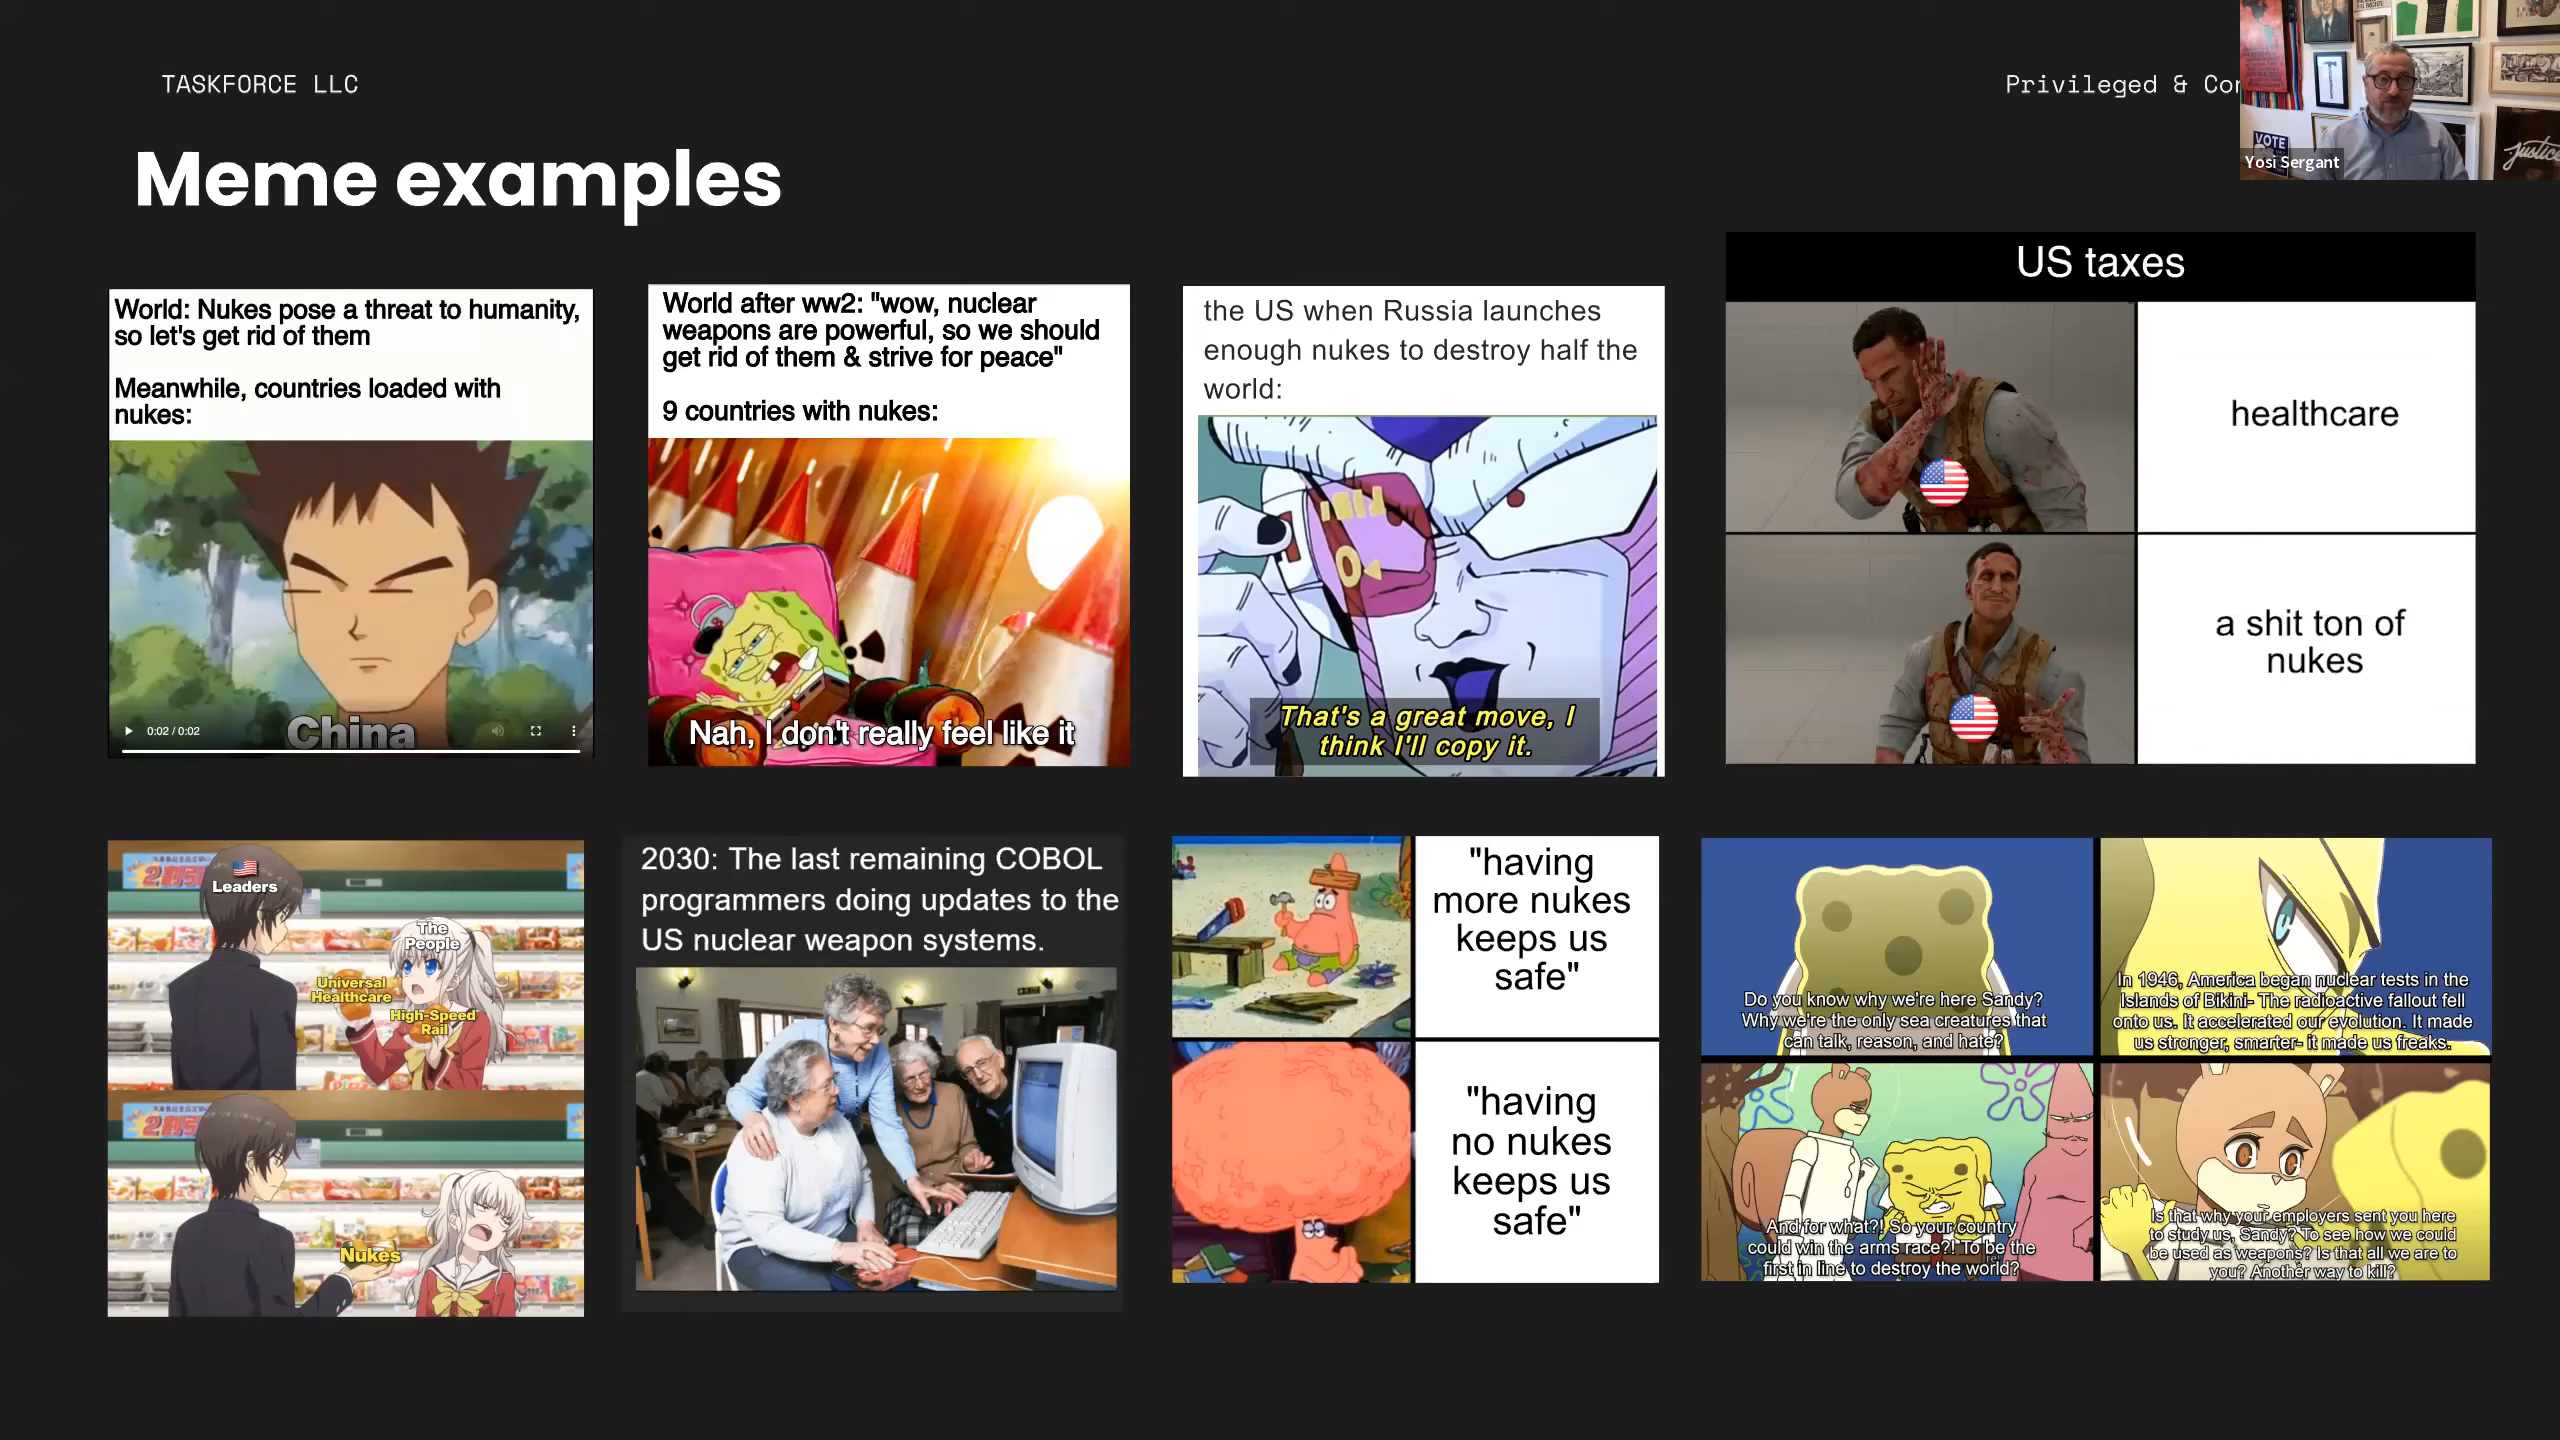 TASKFORCE LLC
Privileged & Con
VOTE
Justice
Yosi Sergant
Meme examples
World: Nukes pose a threat to humanity,
so let's get rid of them
Meanwhile, countries loaded with
nukes:
0:02 / 0:02
China
World after ww2: "wow, nuclear
weapons are powerful, so we should
get rid of them & strive for peace"
9 countries with nukes:
Nah, I don't really feel like it
the US when Russia launches
enough nukes to destroy half the
world:
That's a great move, I
think I'll copy it.
US taxes
healthcare
a shit ton of
nukes
Leaders
The
People
Universal
Healthcare
High-Speed
Rail
Nukes
2030: The last remaining COBOL
programmers doing updates to the
US nuclear weapon systems.
"having
more nukes
keeps us
safe"
"having
no nukes
keeps us
safe"
Do you know why we're here Sandy?
Why we're the only sea creatures that
can talk, reason, and hate?
In 1946, America began nuclear tests in the
Islands of Bikini- The radioactive fallout fell
onto us. It accelerated our evolution. It made
us stronger, smarter- it made us freaks.
And for what?! So your country
could win the arms race?! To be the
first in line to destroy the world?
Is that why your employers sent you here
to study us, Sandy? To see how we could
be used as weapons? Is that all we are to
you? Another way to kill?